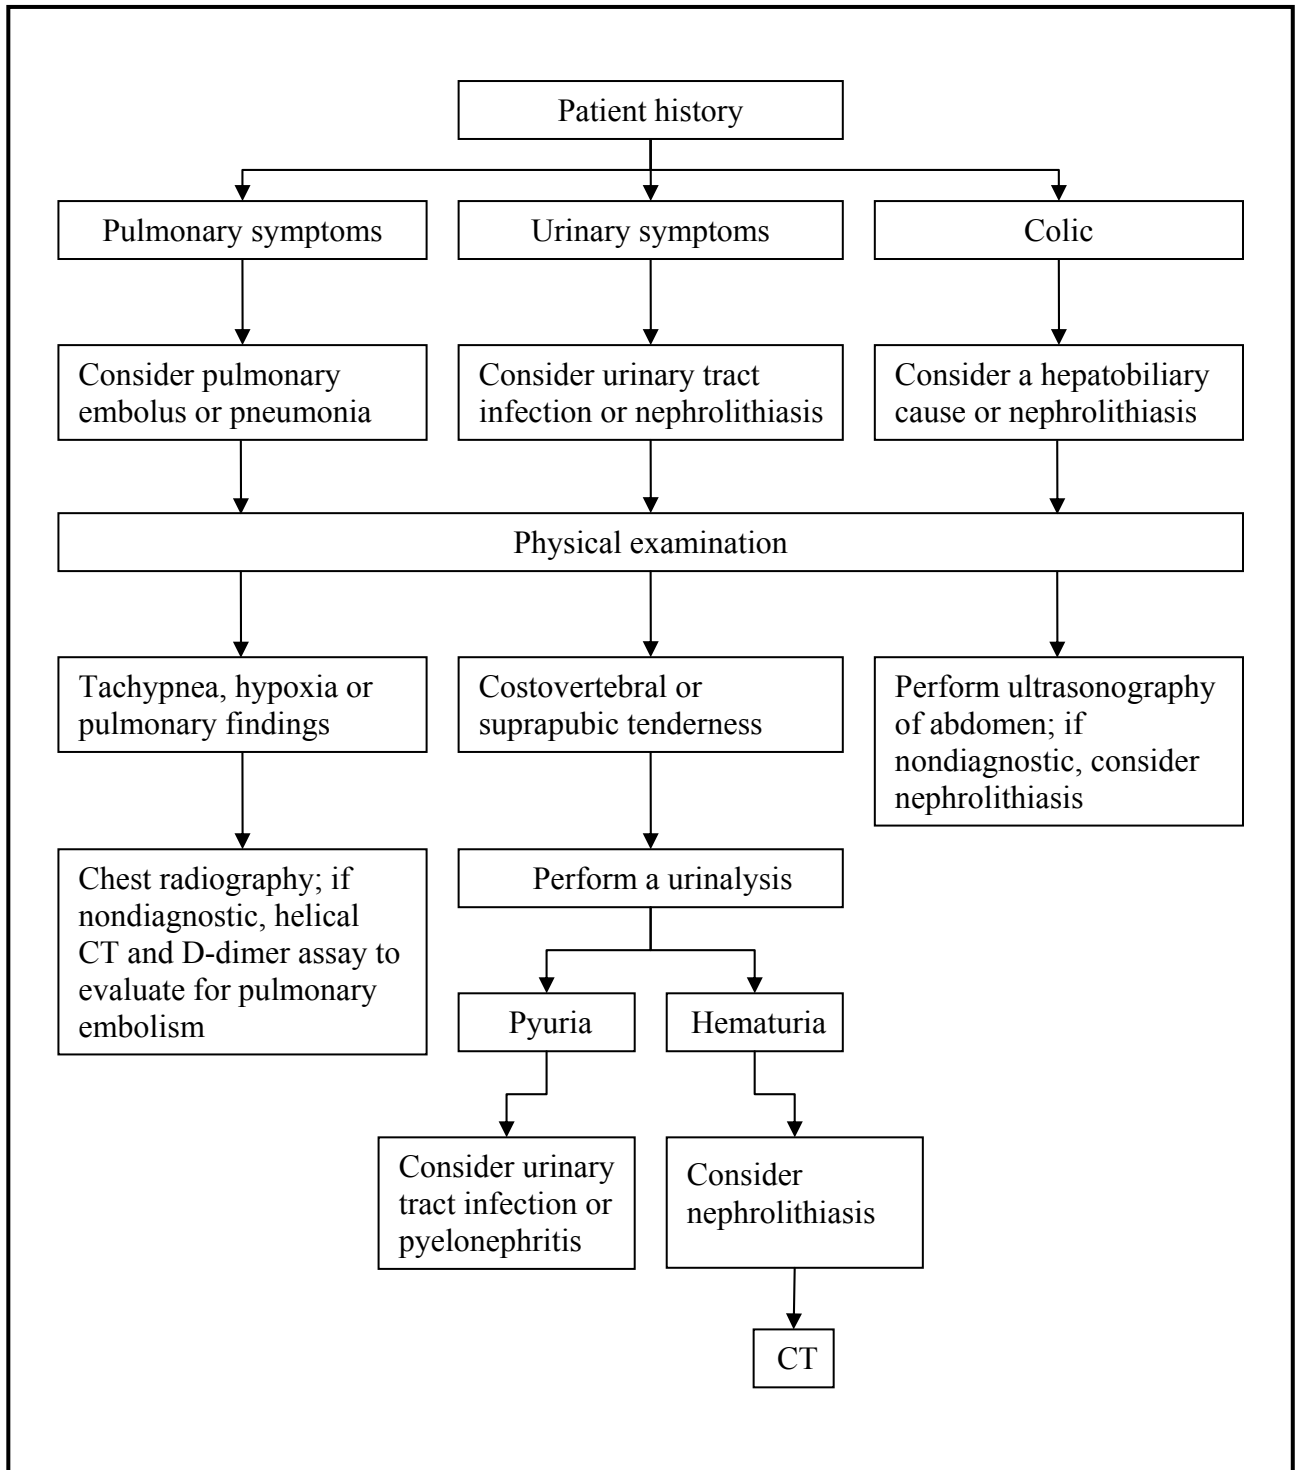 Patient history
Pulmonary symptoms
Urinary symptoms
Colic
Consider pulmonary
embolus or pneumonia
Consider urinary tract
infection or nephrolithiasis
Consider a hepatobiliary
cause or nephrolithiasis
Physical examination
Tachypnea, hypoxia or
pulmonary findings
Costovertebral or
suprapubic tenderness
Perform ultrasonography
of abdomen; if
nondiagnostic, consider
nephrolithiasis
Chest radiography; if
nondiagnostic, helical
CT and D-dimer assay to
evaluate for pulmonary
embolism
Perform a urinalysis
Pyuria
Hematuria
Consider urinary
tract infection or
pyelonephritis
Consider
nephrolithiasis
CT